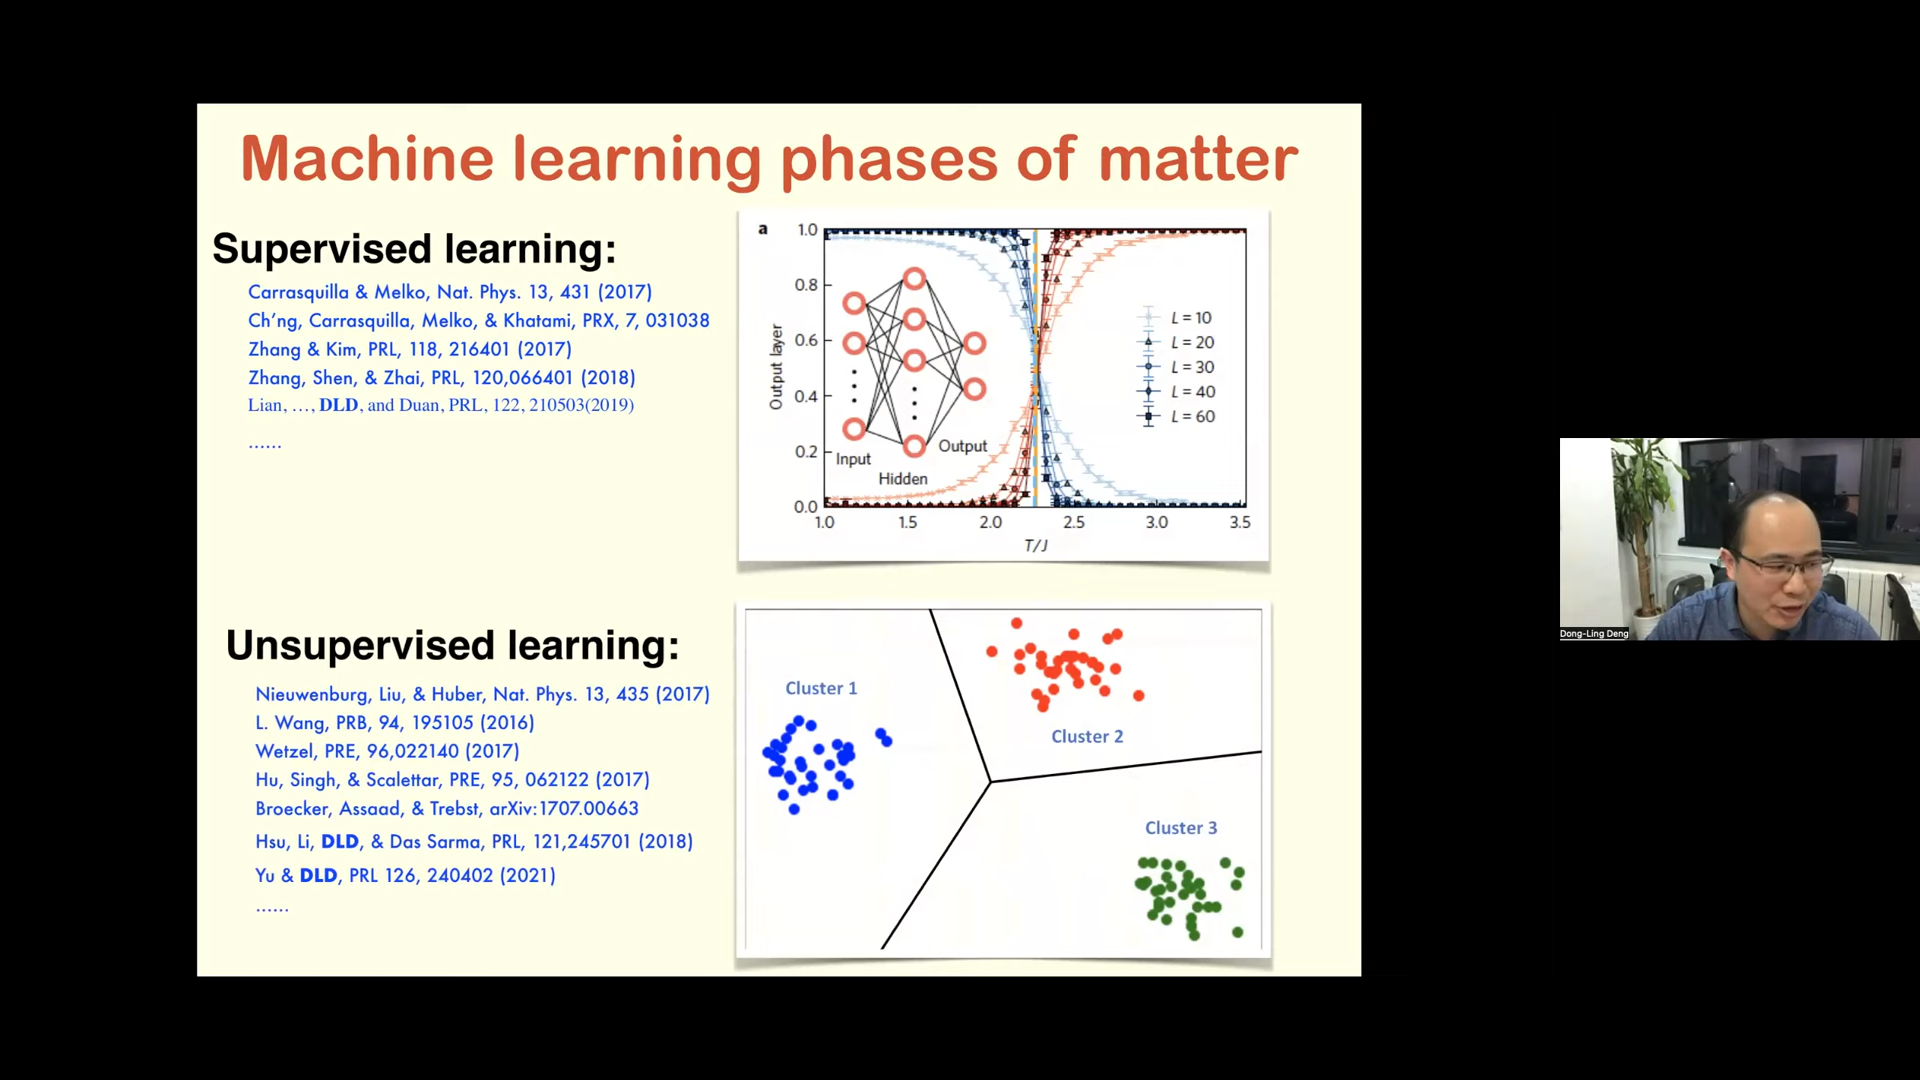 Machine learning phases of matter
Supervised learning:
Carrasquilla & Melko, Nat. Phys. 13, 431 (2017)
Ch’ng, Carrasquilla, Melko, & Khatami, PRX, 7, 031038
Zhang & Kim, PRL, 118, 216401 (2017)
Zhang, Shen, & Zhai, PRL, 120,066401 (2018)
Lian, …, DLD, and Duan, PRL, 122, 210503(2019)
……
a
1.0
0.8
0.6
0.4
0.2
0.0
Output layer
1.0 1.5 2.0 2.5 3.0 3.5
T/J
Input
Hidden
Output
L = 10
L = 20
L = 30
L = 40
L = 60
Unsupervised learning:
Nieuwenburg, Liu, & Huber, Nat. Phys. 13, 435 (2017)
L. Wang, PRB, 94, 195105 (2016)
Wetzel, PRE, 96,022140 (2017)
Hu, Singh, & Scalettar, PRE, 95, 062122 (2017)
Broecker, Assaad, & Trebst, arXiv:1707.00663
Hsu, Li, DLD, & Das Sarma, PRL, 121,245701 (2018)
Yu & DLD, PRL 126, 240402 (2021)
……
Cluster 1
Cluster 2
Cluster 3
Dong-Ling Deng